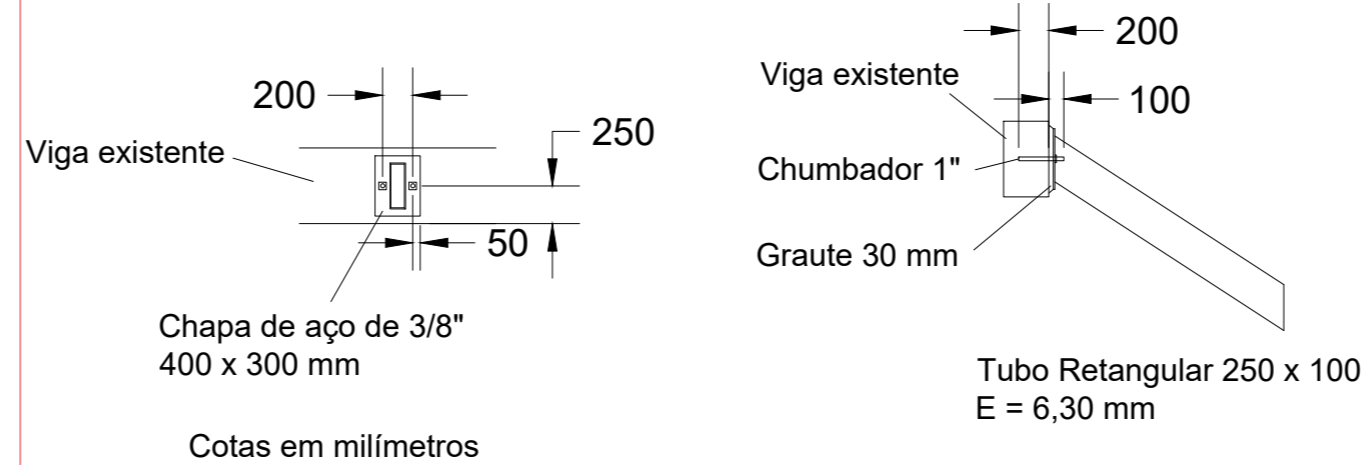 200
Viga existente
250
50
Chapa de aço de 3/8"
400 x 300 mm
Cotas em milímetros
200
Viga existente
100
Chumbador 1"
Graute 30 mm
Tubo Retangular 250 x 100
E = 6,30 mm